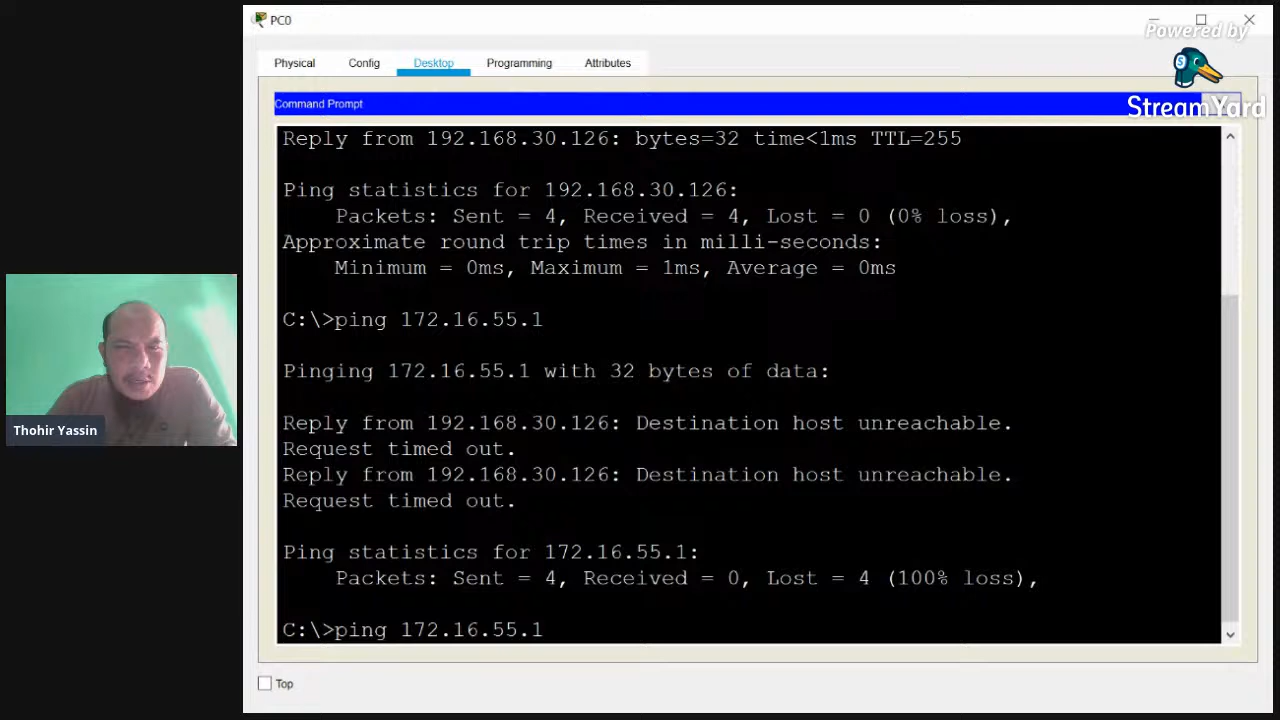 PC0
Powered by
StreamYard
Physical
Config
Desktop
Programming
Attributes
Command Prompt
Reply from 192.168.30.126: bytes=32 time<1ms TTL=255
Ping statistics for 192.168.30.126:
Packets: Sent = 4, Received = 4, Lost = 0 (0% loss),
Approximate round trip times in milli-seconds:
Minimum = 0ms, Maximum = 1ms, Average = 0ms
C:\>ping 172.16.55.1
Pinging 172.16.55.1 with 32 bytes of data:
Reply from 192.168.30.126: Destination host unreachable.
Request timed out.
Reply from 192.168.30.126: Destination host unreachable.
Request timed out.
Ping statistics for 172.16.55.1:
Packets: Sent = 4, Received = 0, Lost = 4 (100% loss),
C:\>ping 172.16.55.1
Top
Thohir Yassin